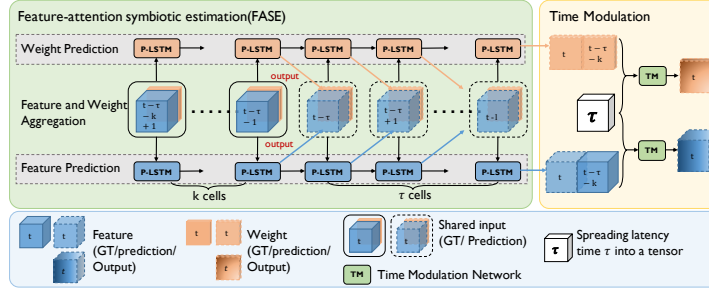 Feature-attention symbiotic estimation(FASE)
Time Modulation
Weight Prediction
P-LSTM P-LSTM P-LSTM P-LSTM P-LSTM
output
t t − τ − k
TM
t
Feature and Weight Aggregation
t − τ − k + 1
t − τ − 1
t − τ
t − τ + 1
t-1
τ
output
Feature Prediction
P-LSTM P-LSTM P-LSTM P-LSTM P-LSTM
k cells
τ cells
t t − τ − k
TM
t
t t Feature (GT/prediction/ Output)
t
t t Weight (GT/prediction/ Output)
t
t t Shared input (GT/ Prediction)
TM Time Modulation Network
τ Spreading latency time τ into a tensor